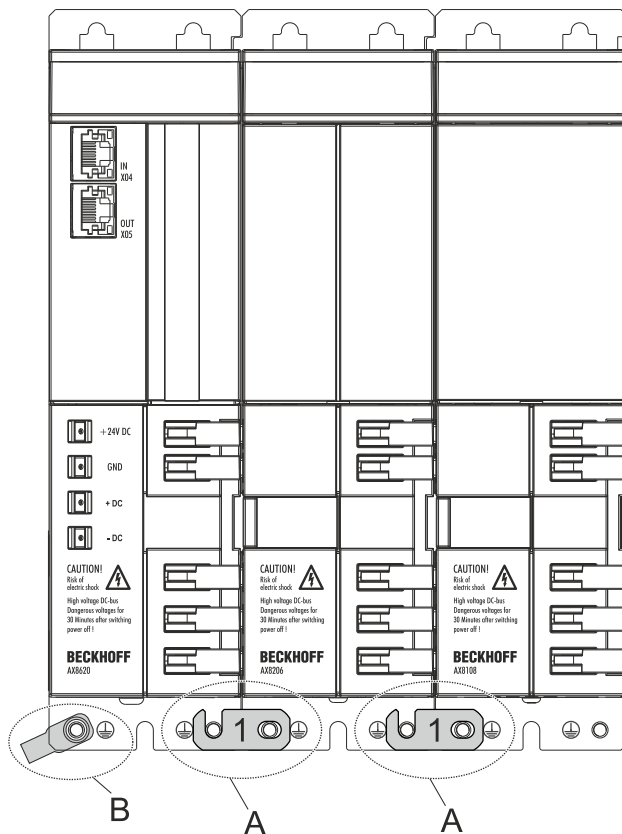 IN
X04
OUT
X05
+24V DC
GND
+ DC
- DC
CAUTION!
Risk of
electric shock
High voltage DC-bus
Dangerous voltages for
30 Minutes after switching
power off !
BECKHOFF
AX8620
CAUTION!
Risk of
electric shock
High voltage DC-bus
Dangerous voltages for
30 Minutes after switching
power off !
BECKHOFF
AX8206
CAUTION!
Risk of
electric shock
High voltage DC-bus
Dangerous voltages for
30 Minutes after switching
power off !
BECKHOFF
AX8108
1
1
B
A
A